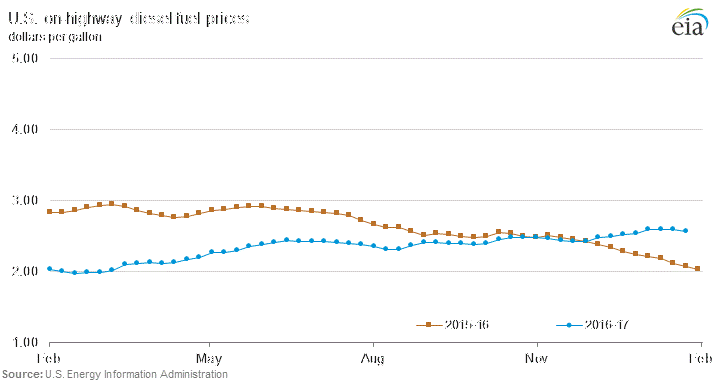 U.S. on-highway diesel fuel prices
dollars per gallon
eia
5.00
4.00
3.00
2.00
1.00
2015-16
2016-17
Feb
May
Aug
Nov
Feb
Source: U.S. Energy Information Administration